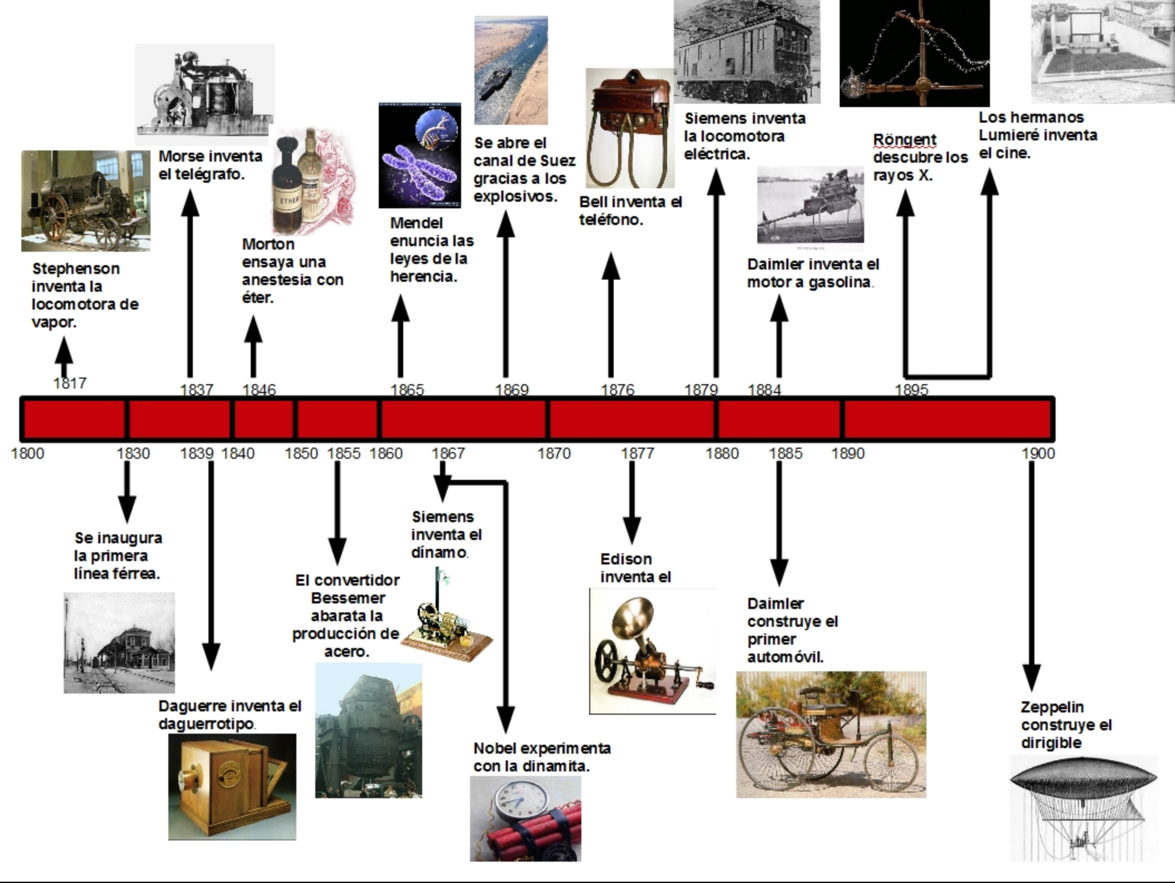 Siemens inventa
la locomotora
eléctrica.
Los hermanos
Lumieré inventa
el cine.
Röngent
descubre los
rayos X.
Se abre el
canal de Suez
gracias a los
explosivos.
Morse inventa
el telégrafo.
ETHER
Bell inventa el
teléfono.
Mendel
enuncia las
leyes de la
herencia.
Morton
ensaya una
anestesia con
éter.
Daimler inventa el
motor a gasolina.
Stephenson
inventa la
locomotora de
vapor.
1817 1837 1846 1865 1869 1876 1879 1884 1895
1800 1830 1839 1840 1850 1855 1860 1867 1870 1877 1880 1885 1890 1900
Se inaugura
la primera
línea férrea.
Siemens
inventa el
dínamo.
Edison
inventa el
El convertidor
Bessemer
abarata la
producción de
acero.
Daimler
construye el
primer
automóvil.
Daguerre inventa el
daguerrotipo.
Zeppelin
construye el
dirigible
Nobel experimenta
con la dinamita.